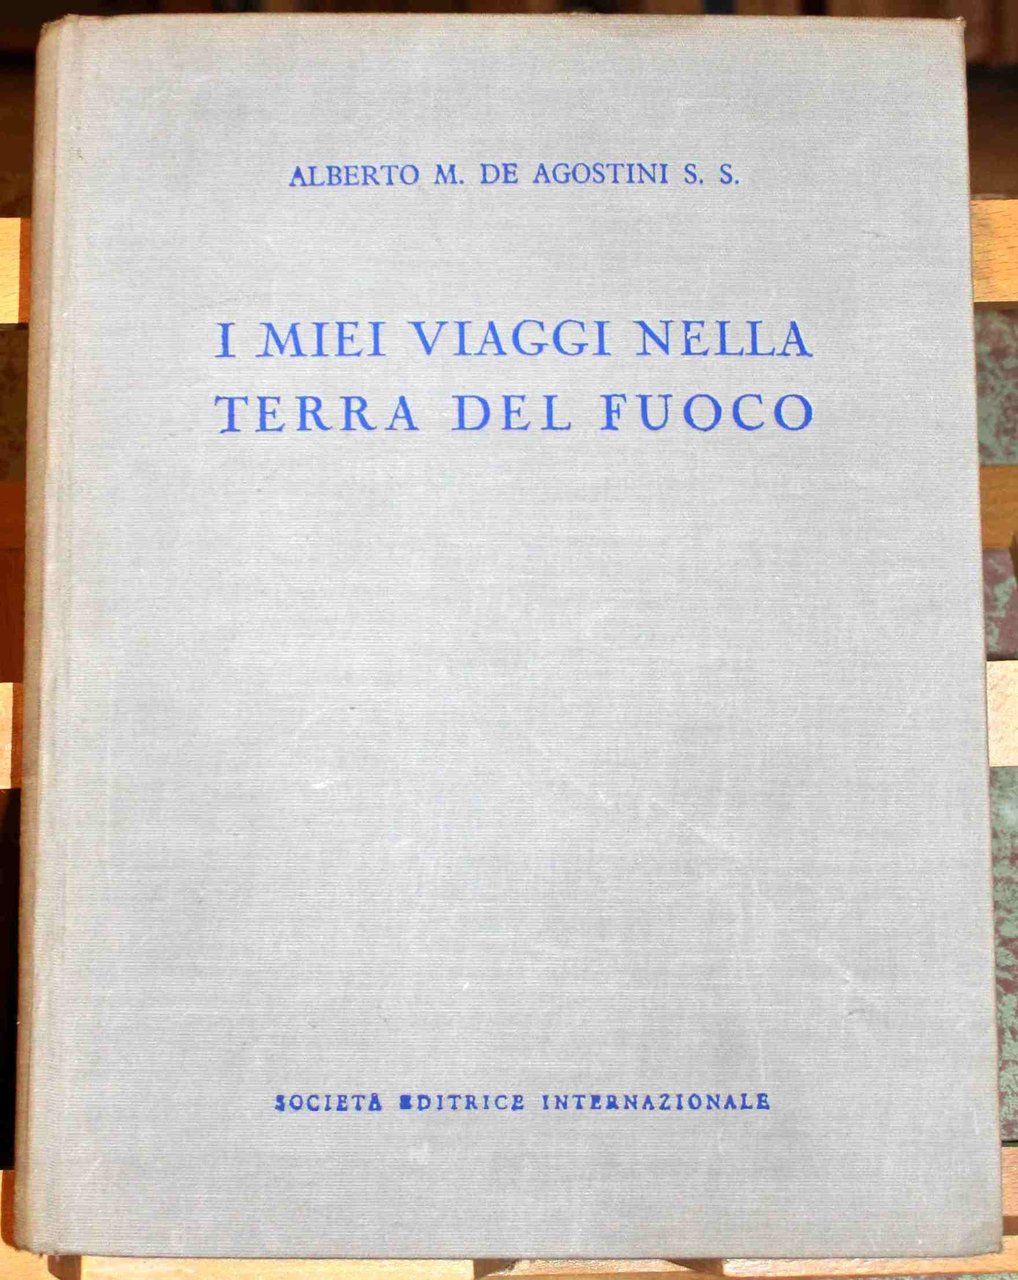 ALBERTO M. DE AGOSTINI S. S.
I MIEI VIAGGI NELLA
TERRA DEL FUOCO
SOCIETÀ EDITRICE INTERNAZIONALE